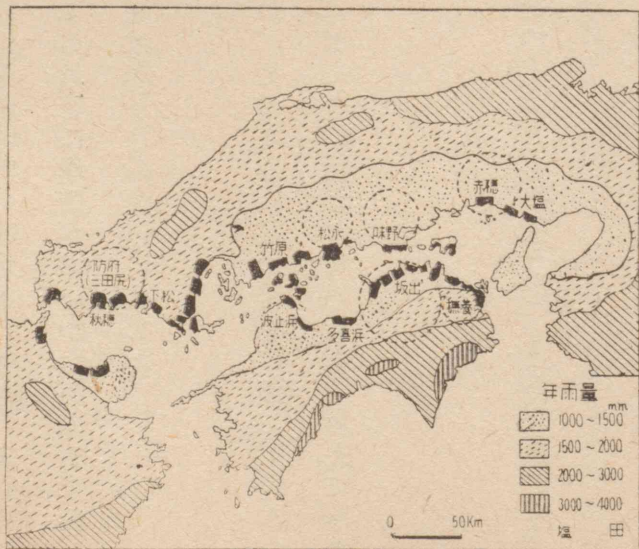 赤穂
大塩
味野
松永
竹原
防府
(三田尻)
下松
秋穂
波止浜
多喜浜
坂出
撫養
年雨量
mm
1000~1500
1500~2000
2000~3000
3000~4000
塩 田
0 50Km